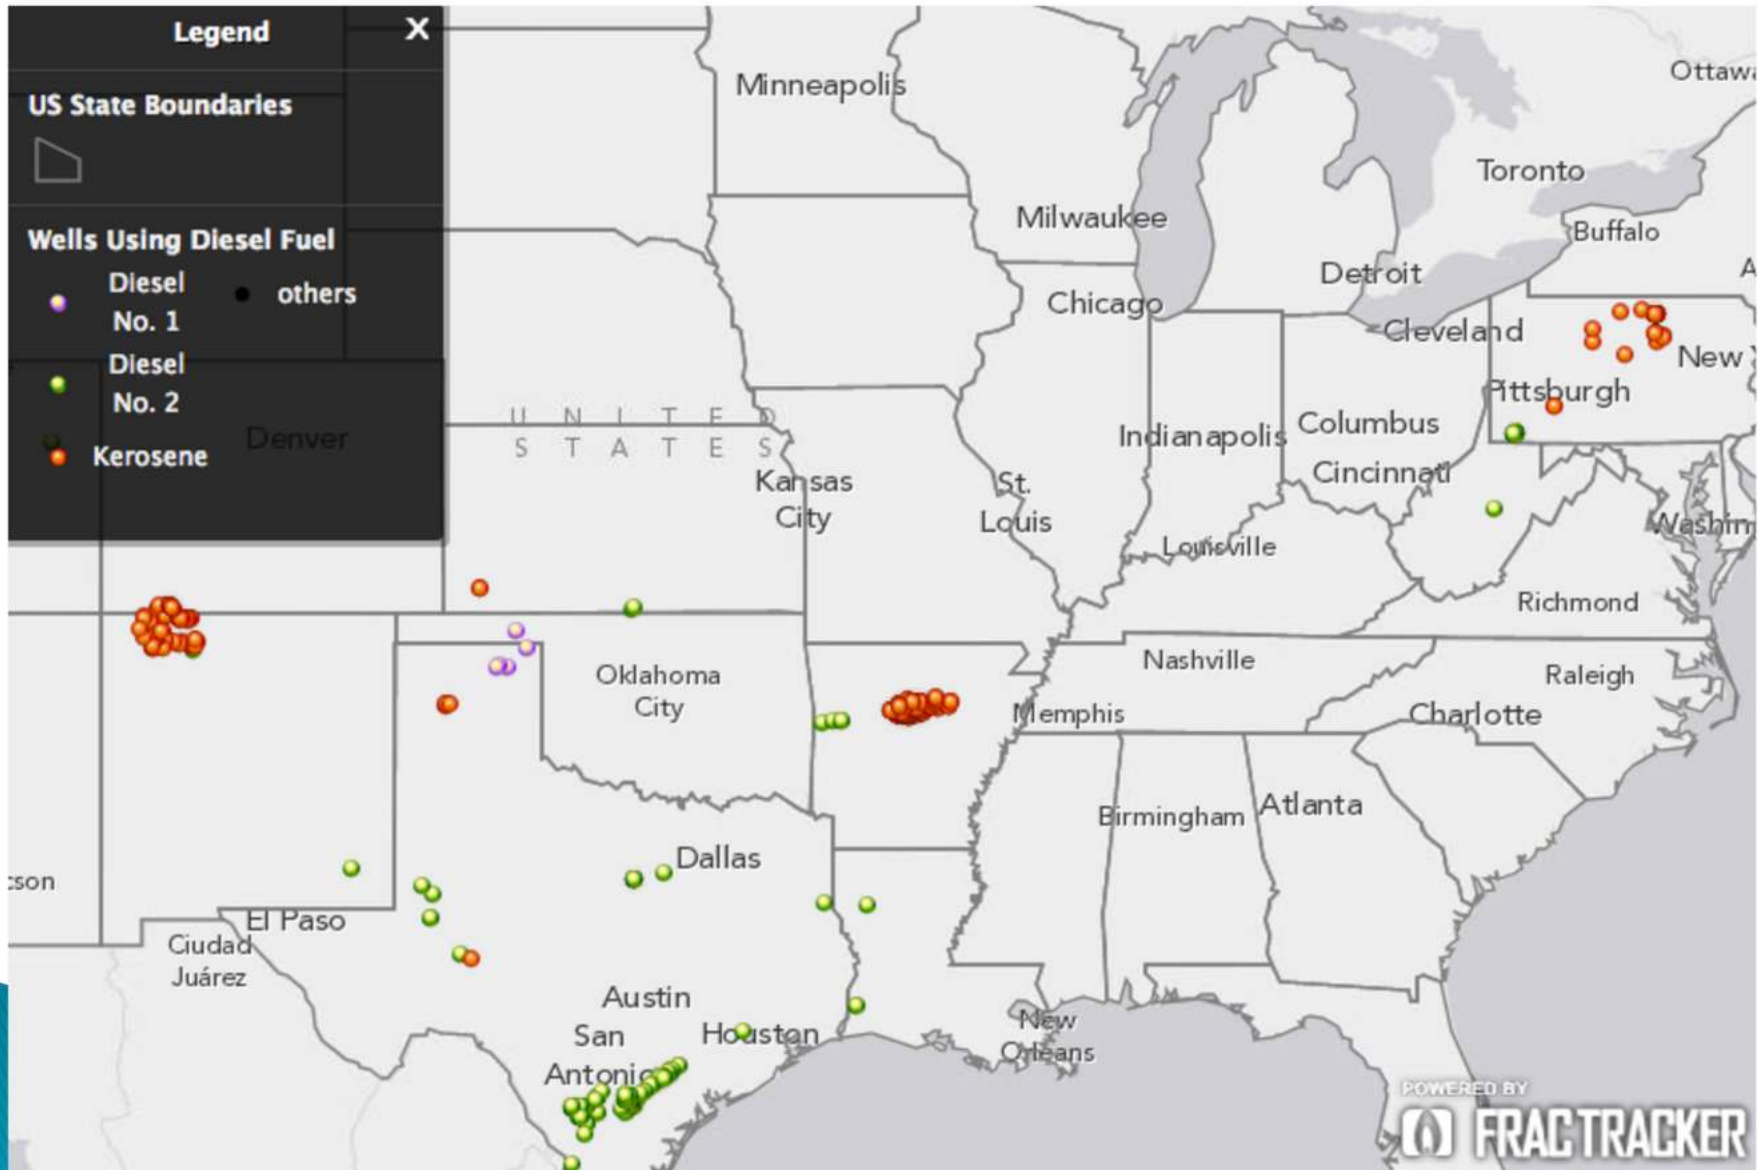 Legend
X
US State Boundaries
Wells Using Diesel Fuel
Diesel
No. 1
others
Diesel
No. 2
Kerosene
Denver
UNITED
STATES
Minneapolis
Ottawa
Toronto
Milwaukee
Buffalo
Detroit
A
Chicago
Cleveland
New Y
Pittsburgh
Columbus
Indianapolis
Cincinnati
Kansas
City
St.
Louis
Washin
Louisville
Richmond
Nashville
Oklahoma
City
Raleigh
Memphis
Charlotte
Atlanta
Birmingham
Dallas
cson
El Paso
Ciudad
Juárez
Austin
San
Antonio
Houston
New
Orleans
POWERED BY
FRACTRACKER